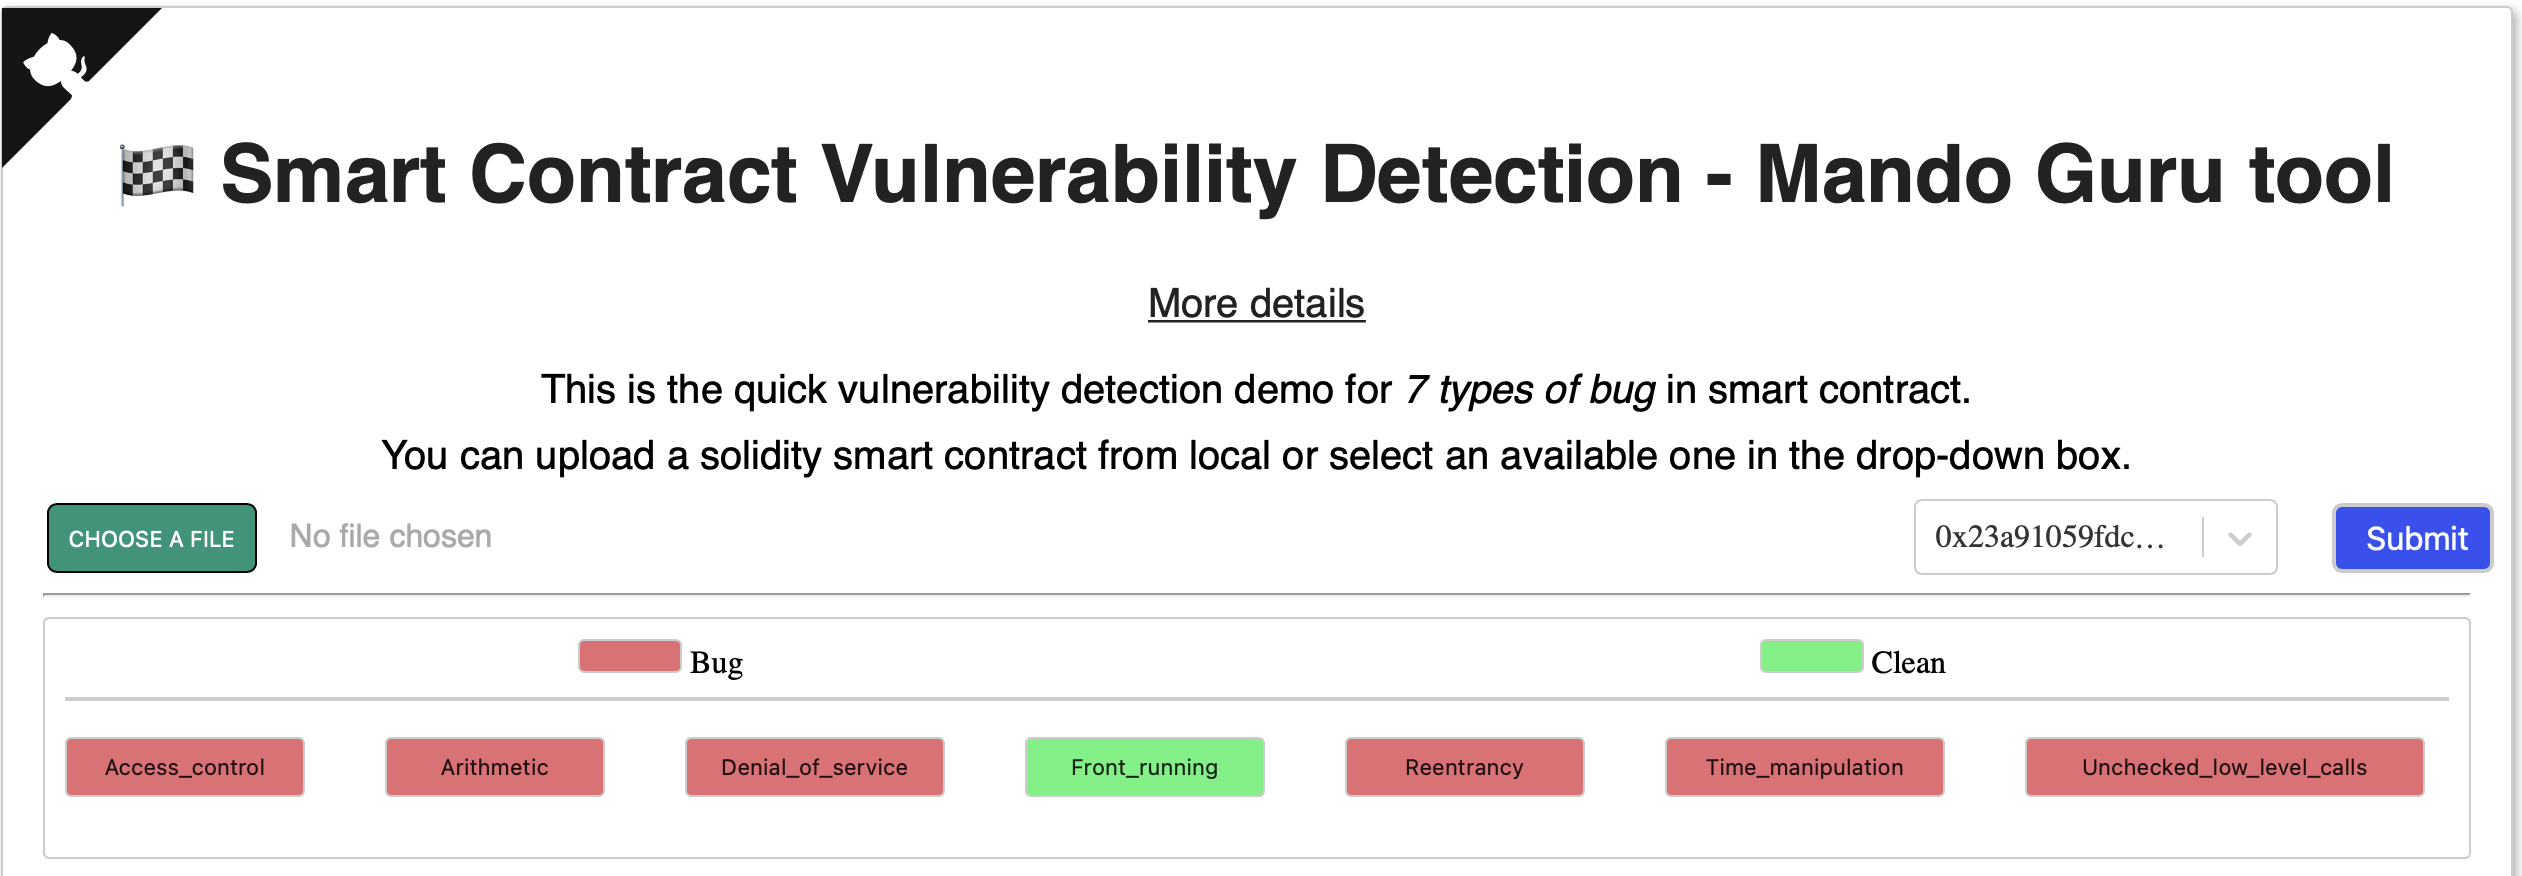 Smart Contract Vulnerability Detection - Mando Guru tool
More details
This is the quick vulnerability detection demo for 7 types of bug in smart contract.
You can upload a solidity smart contract from local or select an available one in the drop-down box.
CHOOSE A FILE No file chosen 0x23a91059fdc... Submit
Bug Clean
Access_control Arithmetic Denial_of_service Front_running Reentrancy Time_manipulation Unchecked_low_level_calls